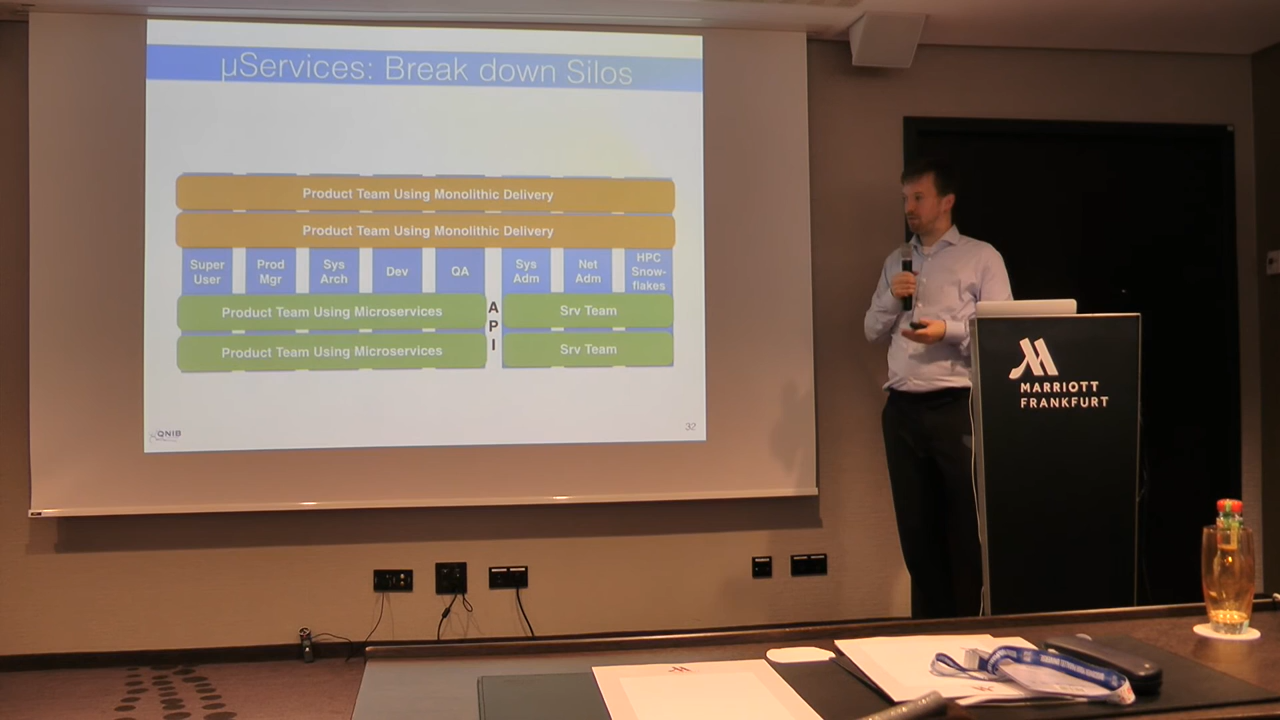 µServices: Break down Silos
Product Team Using Monolithic Delivery
Product Team Using Monolithic Delivery
Super
User
Prod
Mgr
Sys
Arch
Dev
QA
Sys
Adm
Net
Adm
HPC
Snow-
flakes
Product Team Using Microservices
A
P
I
Srv Team
Product Team Using Microservices
Srv Team
QNIB
32
MARRIOTT
FRANKFURT